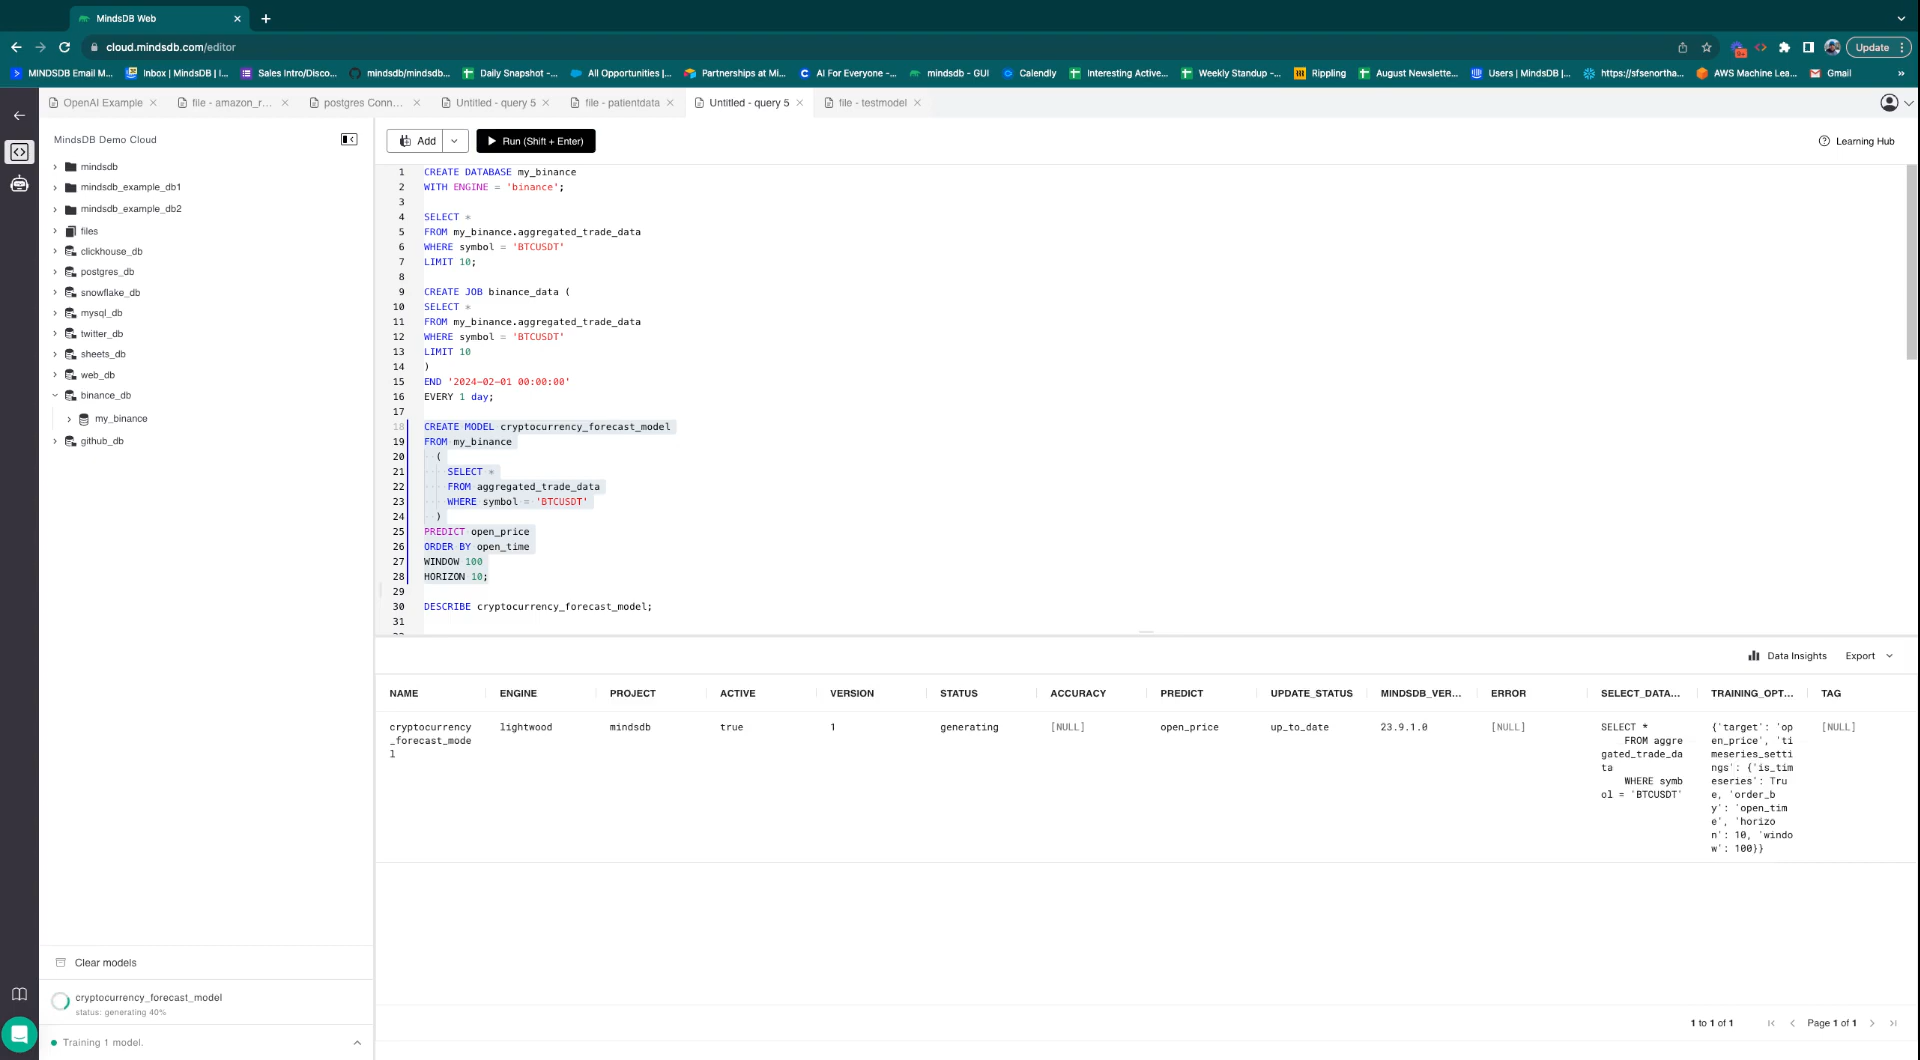 MindsDB Web
cloud.mindsdb.com/editor
Update
MINDSDB Email M...
Inbox | MindsDB | I...
Sales Intro/Disco...
mindsdb/mindsdb...
Daily Snapshot -...
All Opportunities |...
Partnerships at Mi...
AI For Everyone -...
mindsdb - GUI
Calendly
Interesting Active...
Weekly Standup -...
Rippling
August Newslette...
Users | MindsDB |...
https://sfsenortha...
AWS Machine Lea...
Gmail
OpenAI Example
file - amazon_r...
postgres Conn...
Untitled - query 5
file - patientdata
Untitled - query 5
file - testmodel
MindsDB Demo Cloud
Add
Run (Shift + Enter)
Learning Hub
mindsdb
mindsdb_example_db1
mindsdb_example_db2
files
clickhouse_db
postgres_db
snowflake_db
mysql_db
twitter_db
sheets_db
web_db
binance_db
my_binance
github_db
1 CREATE DATABASE my_binance
2 WITH ENGINE = 'binance';
3
4 SELECT *
5 FROM my_binance.aggregated_trade_data
6 WHERE symbol = 'BTCUSDT'
7 LIMIT 10;
8
9 CREATE JOB binance_data (
10 SELECT *
11 FROM my_binance.aggregated_trade_data
12 WHERE symbol = 'BTCUSDT'
13 LIMIT 10
14 )
15 END '2024-02-01 00:00:00'
16 EVERY 1 day;
17
18 CREATE MODEL cryptocurrency_forecast_model
19 FROM my_binance
20 (
21 SELECT *
22 FROM aggregated_trade_data
23 WHERE symbol = 'BTCUSDT'
24 )
25 PREDICT open_price
26 ORDER BY open_time
27 WINDOW 100
28 HORIZON 10;
29
30 DESCRIBE cryptocurrency_forecast_model;
31
Data Insights
Export
NAME ENGINE PROJECT ACTIVE VERSION STATUS ACCURACY PREDICT UPDATE_STATUS MINDSDB_VER... ERROR SELECT_DATA... TRAINING_OPT... TAG
cryptocurrency
_forecast_mode
l
lightwood
mindsdb
true
1
generating
[NULL]
open_price
up_to_date
23.9.1.0
[NULL]
SELECT *
FROM aggre
gated_trade_da
ta
WHERE symb
ol = 'BTCUSDT'
{'target': 'op
en_price', 'ti
meseries_setti
ngs': {'is_tim
eseries': Tru
e, 'order_b
y': 'open_tim
e', 'horizo
n': 10, 'windo
w': 100}}
[NULL]
Clear models
cryptocurrency_forecast_model
status: generating 40%
Training 1 model.
1 to 1 of 1
Page 1 of 1